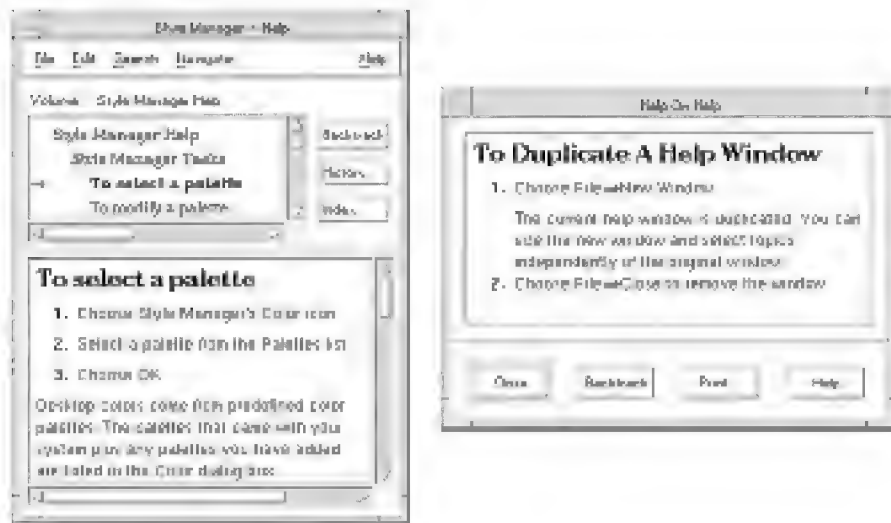 Style Manager - Help
File Edit Search Navigate Help
Volume: Style Manager Help
Style Manager Help
Style Manager Tasks
To select a palette
To modify a palette
Backtrack
History...
Index...
To select a palette
1. Choose Style Manager's Color icon
2. Select a palette from the Palettes list
3. Choose OK
Desktop colors come from predefined color
palettes. The palettes that came with your
system plus any palettes you have added
are listed in the Color dialog box
Help On Help
To Duplicate A Help Window
1. Choose File⇒New Window
The current help window is duplicated. You can
use the new window and select topics
independently of the original window
2. Choose File⇒Close to remove the window
Close Backtrack Print... Help